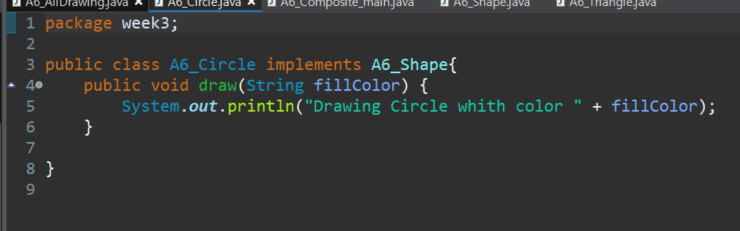 A6_AllDrawing.java A6_Circle.java A6_Composite_main.java A6_Shape.java A6_Triangle.java
1 package week3;
2
3 public class A6_Circle implements A6_Shape{
4 public void draw(String fillColor) {
5 System.out.println("Drawing Circle whith color " + fillColor);
6 }
7
8 }
9